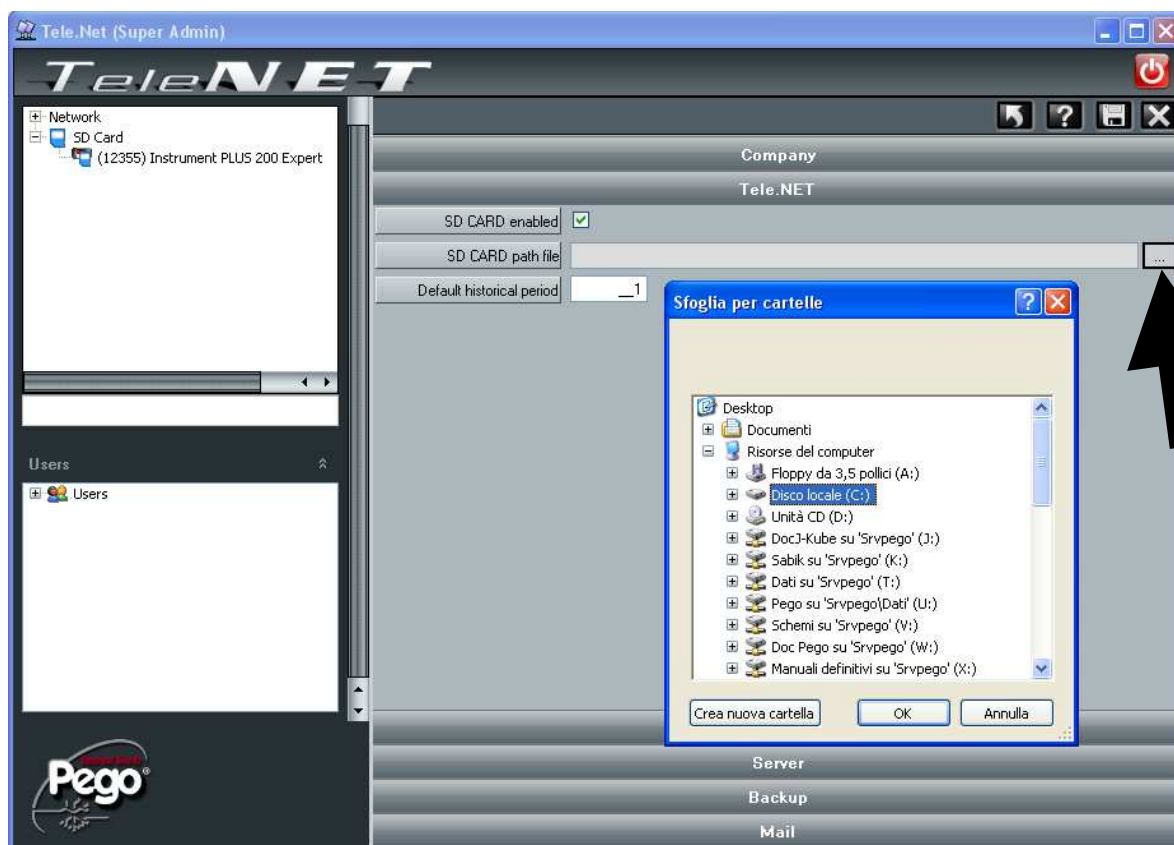 Tele.Net (Super Admin)
TeleNET
Network
SD Card
(12355) Instrument PLUS 200 Expert
Company
Tele.NET
SD CARD enabled
SD CARD path file
...
Default historical period __1
Sfoglia per cartelle
Desktop
Documenti
Risorse del computer
Floppy da 3,5 pollici (A:)
Disco locale (C:)
Unità CD (D:)
DocJ-Kube su 'Srvpego' (J:)
Sabik su 'Srvpego' (K:)
Dati su 'Srvpego' (T:)
Pego su 'Srvpego\Dati' (U:)
Schemi su 'Srvpego' (V:)
Doc Pego su 'Srvpego' (W:)
Manuali definitivi su 'Srvpego' (X:)
Crea nuova cartella
OK
Annulla
Users
Users
Server
Backup
Mail
Pego®